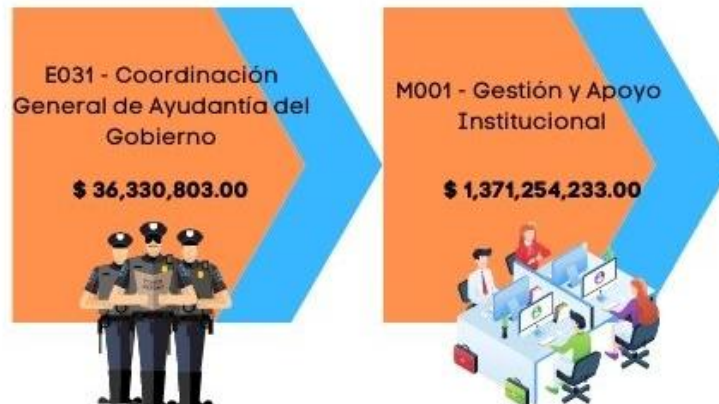 E031 - Coordinación
General de Ayudantía del
Gobierno
$ 36,330,803.00
M001 - Gestión y Apoyo
Institucional
$ 1,371,254,233.00